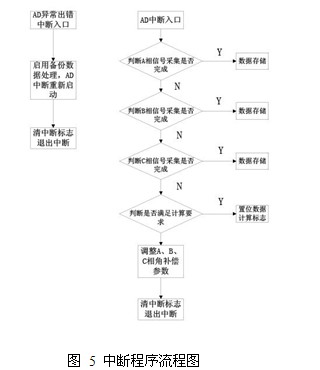 AD异常出错
中断入口
启用备份数
据处理，AD
中断重新启
动
清中断标志
退出中断
AD中断入口
判断A相信号采集是否
完成
Y
数据存储
N
判断B相信号采集是否
完成
Y
数据存储
N
判断C相信号采集是否
完成
Y
数据存储
N
判断是否满足计算要
求
Y
置位数据
计算标志
调整A、B、
C相角补偿
参数
清中断标志
退出中断
图 5 中断程序流程图